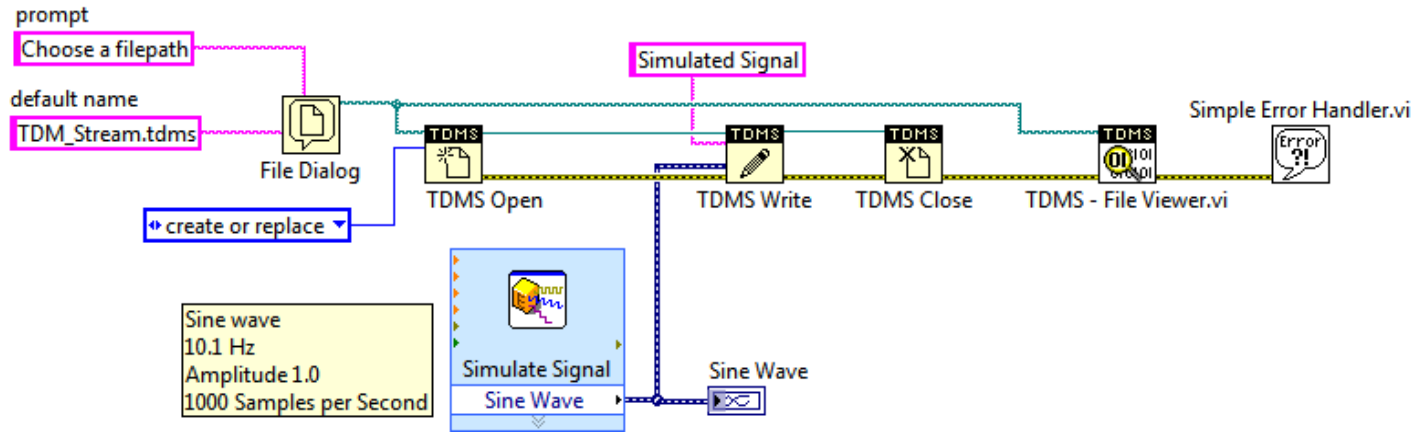 prompt
Choose a filepath
default name
TDM_Stream.tdms
File Dialog
create or replace
Simulated Signal
TDMS
TDMS Open
TDMS
TDMS Write
TDMS
TDMS Close
TDMS
TDMS - File Viewer.vi
Simple Error Handler.vi
Error
?!
Sine wave
10.1 Hz
Amplitude 1.0
1000 Samples per Second
Simulate Signal
Sine Wave
Sine Wave